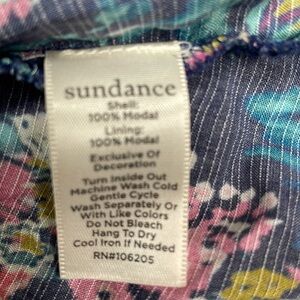 sundance
Shell:
100% Modal
Lining:
100% Modal
Exclusive Of
Decoration
Turn Inside Out
Machine Wash Cold
Gentle Cycle
Wash Separately Or
With Like Colors
Do Not Bleach
Hang To Dry
Cool Iron If Needed
RN#106205